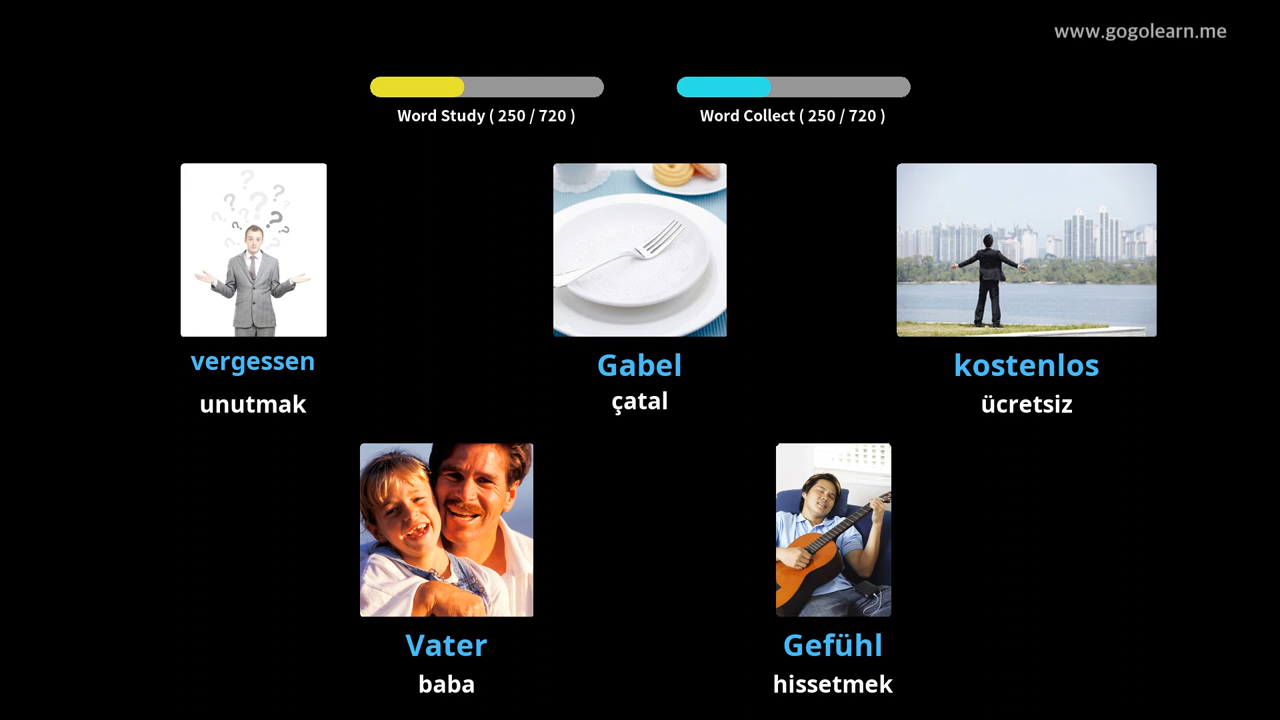 www.gogolearn.me
Word Study ( 250 / 720 )
Word Collect ( 250 / 720 )
vergessen
unutmak
Gabel
çatal
kostenlos
ücretsiz
Vater
baba
Gefühl
hissetmek